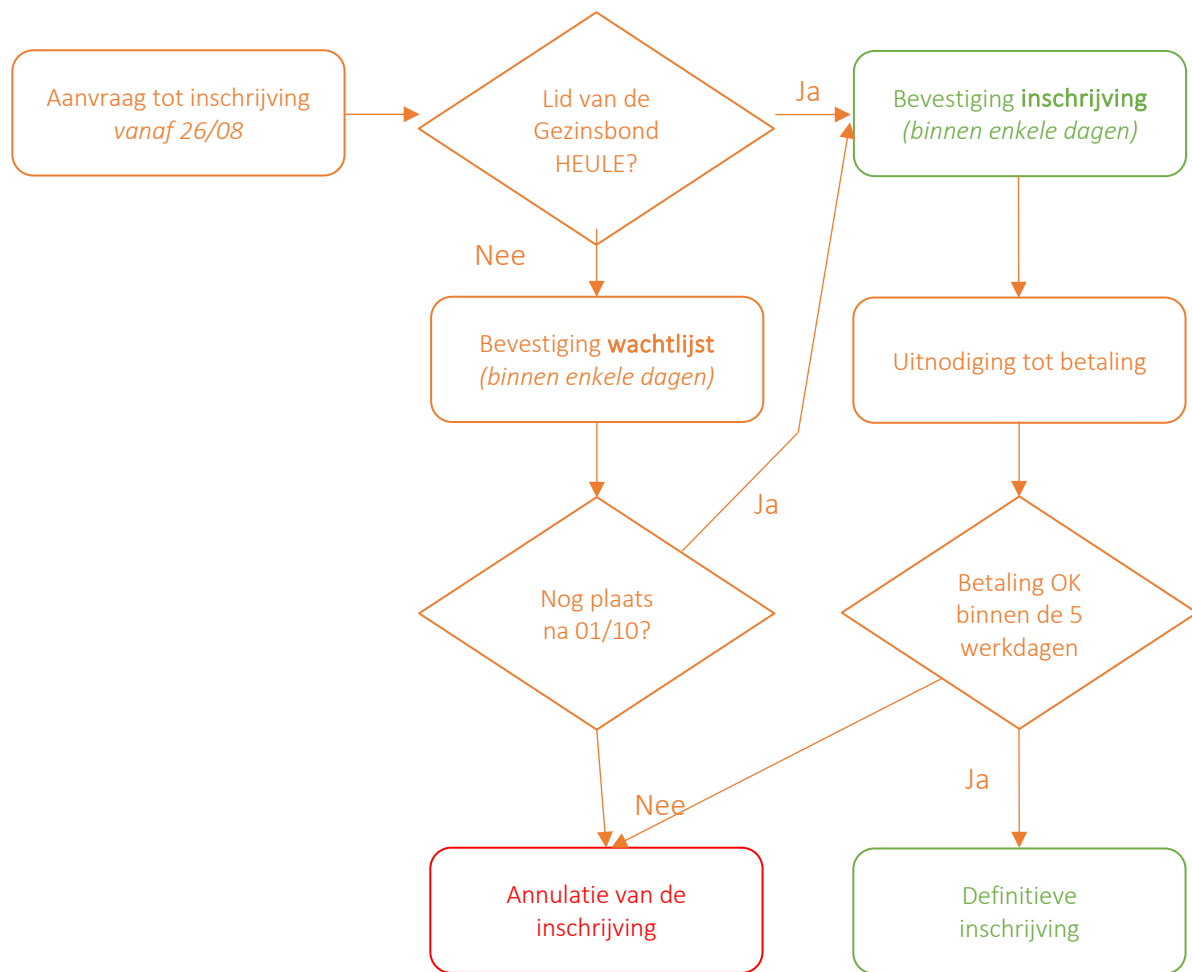 Aanvraag tot inschrijving
vanaf 26/08
Lid van de
Gezinsbond
HEULE?
Ja
Bevestiging inschrijving
(binnen enkele dagen)
Nee
Bevestiging wachtlijst
(binnen enkele dagen)
Uitnodiging tot betaling
Ja
Nog plaats
na 01/10?
Betaling OK
binnen de 5
werkdagen
Nee
Ja
Annulatie van de
inschrijving
Definitieve
inschrijving